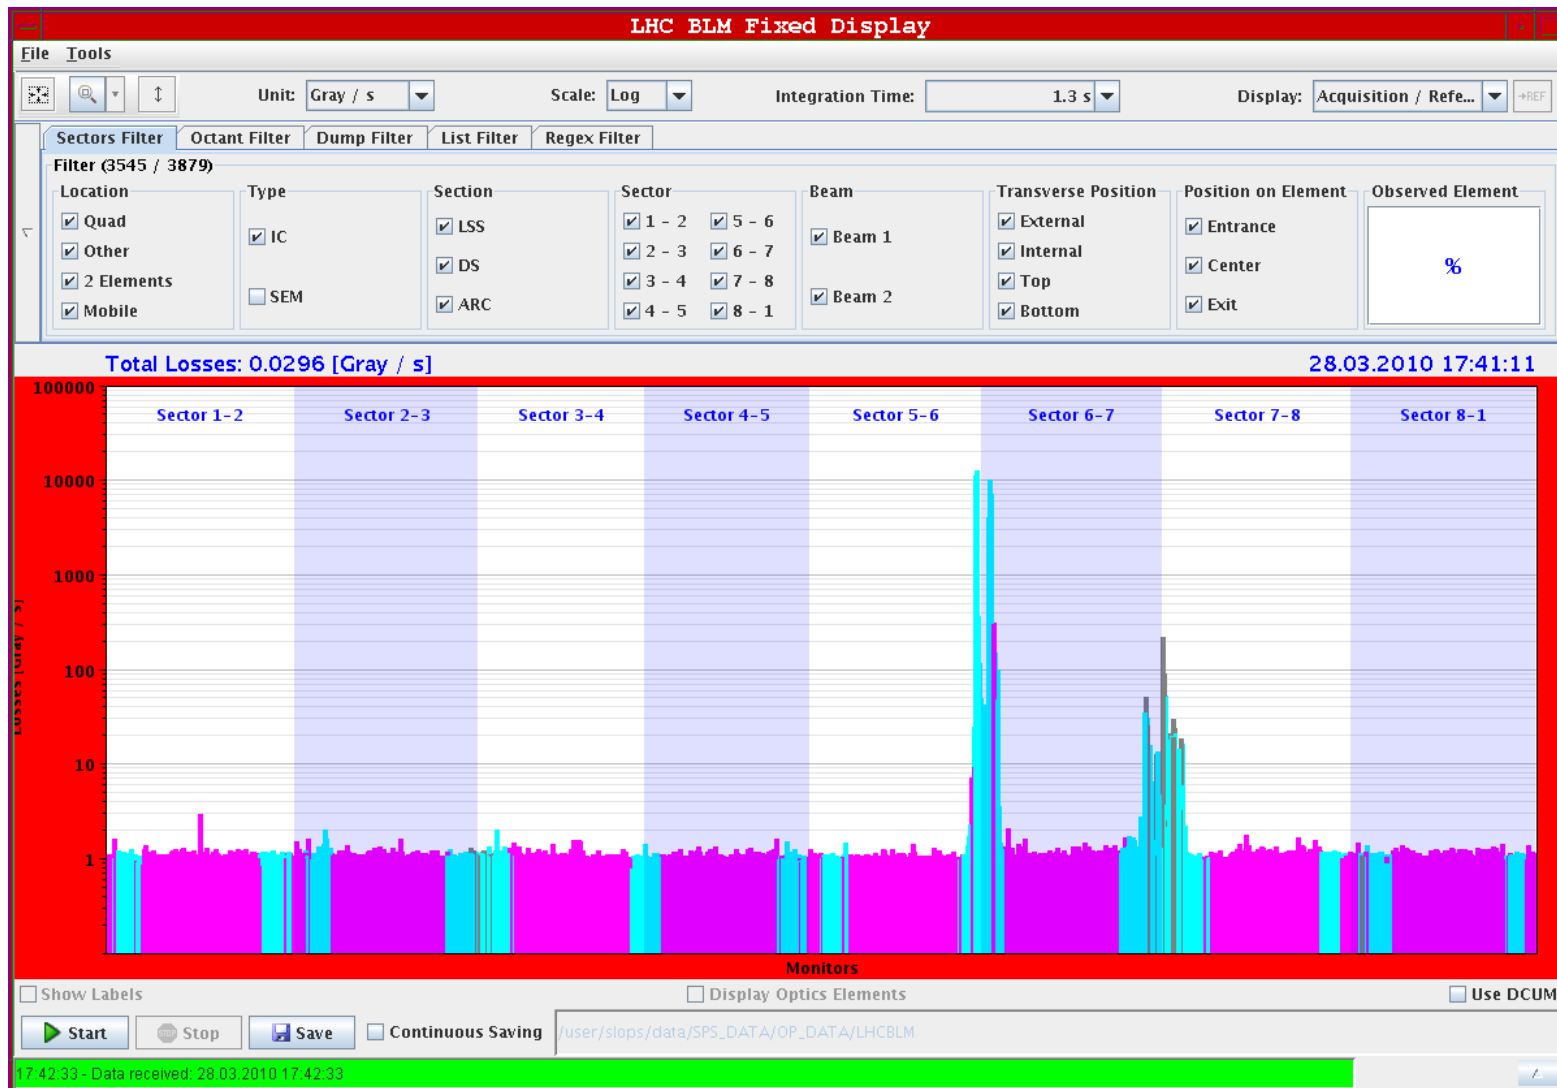 LHC BLM Fixed Display
File Tools
Unit: Gray / s Scale: Log Integration Time: 1.3 s Display: Acquisition / Refe... →REF
Sectors Filter Octant Filter Dump Filter List Filter Regex Filter
Filter (3545 / 3879)
Location Type Section Sector Beam Transverse Position Position on Element Observed Element
Quad IC LSS 1 - 2 5 - 6 Beam 1 External Entrance
Other 2 - 3 6 - 7 Internal %
DS Center
2 Elements SEM 3 - 4 7 - 8 Beam 2 Top
Mobile ARC 4 - 5 8 - 1 Bottom Exit
Total Losses: 0.0296 [Gray / s] 28.03.2010 17:41:11
100000
Sector 1-2 Sector 2-3 Sector 3-4 Sector 4-5 Sector 5-6 Sector 6-7 Sector 7-8 Sector 8-1
10000
1000
100
10
1
Losses [Gray / s]
Monitors
Show Labels Display Optics Elements Use DCUM
Start STOP Stop Save Continuous Saving /user/slops/data/SPS_DATA/OP_DATA/LHCBLM
17:42:33 - Data received: 28.03.2010 17:42:33